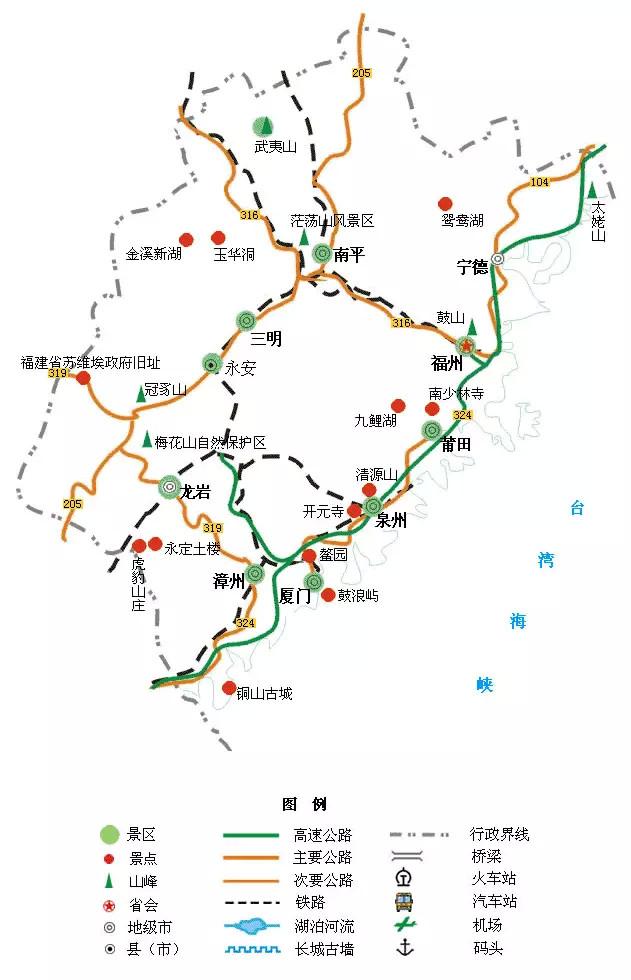 205
武夷山
104
鸳鸯湖
太姥山
316
茫荡山风景区
金溪新湖
玉华洞
南平
宁德
鼓山
316
三明
福州
福建省苏维埃政府旧址
永安
319
冠豸山
南少林寺
九鲤湖
324
莆田
梅花山自然保护区
清源山
龙岩
205
开元寺
泉州
319
台湾海峡
永定土楼
虎豹山庄
鳌园
漳州
厦门
鼓浪屿
324
铜山古城
图 例
景区
高速公路
行政界线
景点
主要公路
桥梁
山峰
次要公路
火车站
省会
铁路
汽车站
地级市
湖泊河流
机场
县（市）
长城古墙
码头